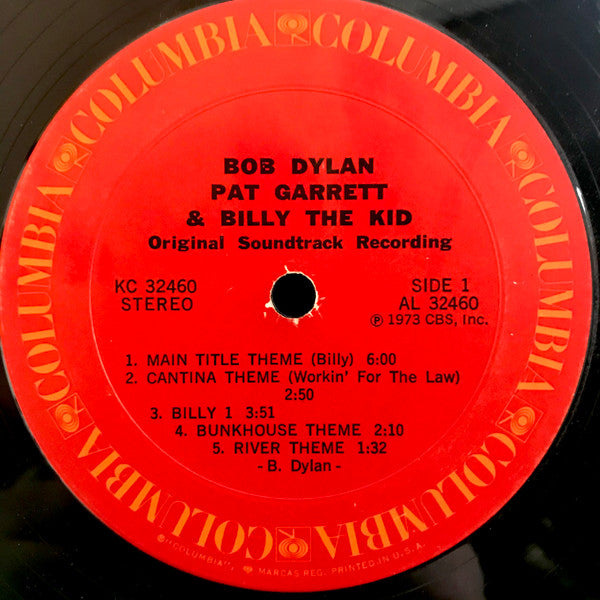 COLUMBIA COLUMBIA COLUMBIA COLUMBIA COLUMBIA COLUMBIA
BOB DYLAN
PAT GARRETT
& BILLY THE KID
Original Soundtrack Recording
KC 32460
STEREO
SIDE 1
AL 32460
℗ 1973 CBS, Inc.
1. MAIN TITLE THEME (Billy) 6:00
2. CANTINA THEME (Workin' For The Law)
2:50
3. BILLY 1 3:51
4. BUNKHOUSE THEME 2:10
5. RIVER THEME 1:32
- B. Dylan -
®"COLUMBIA", MARCAS REG. PRINTED IN U.S.A.